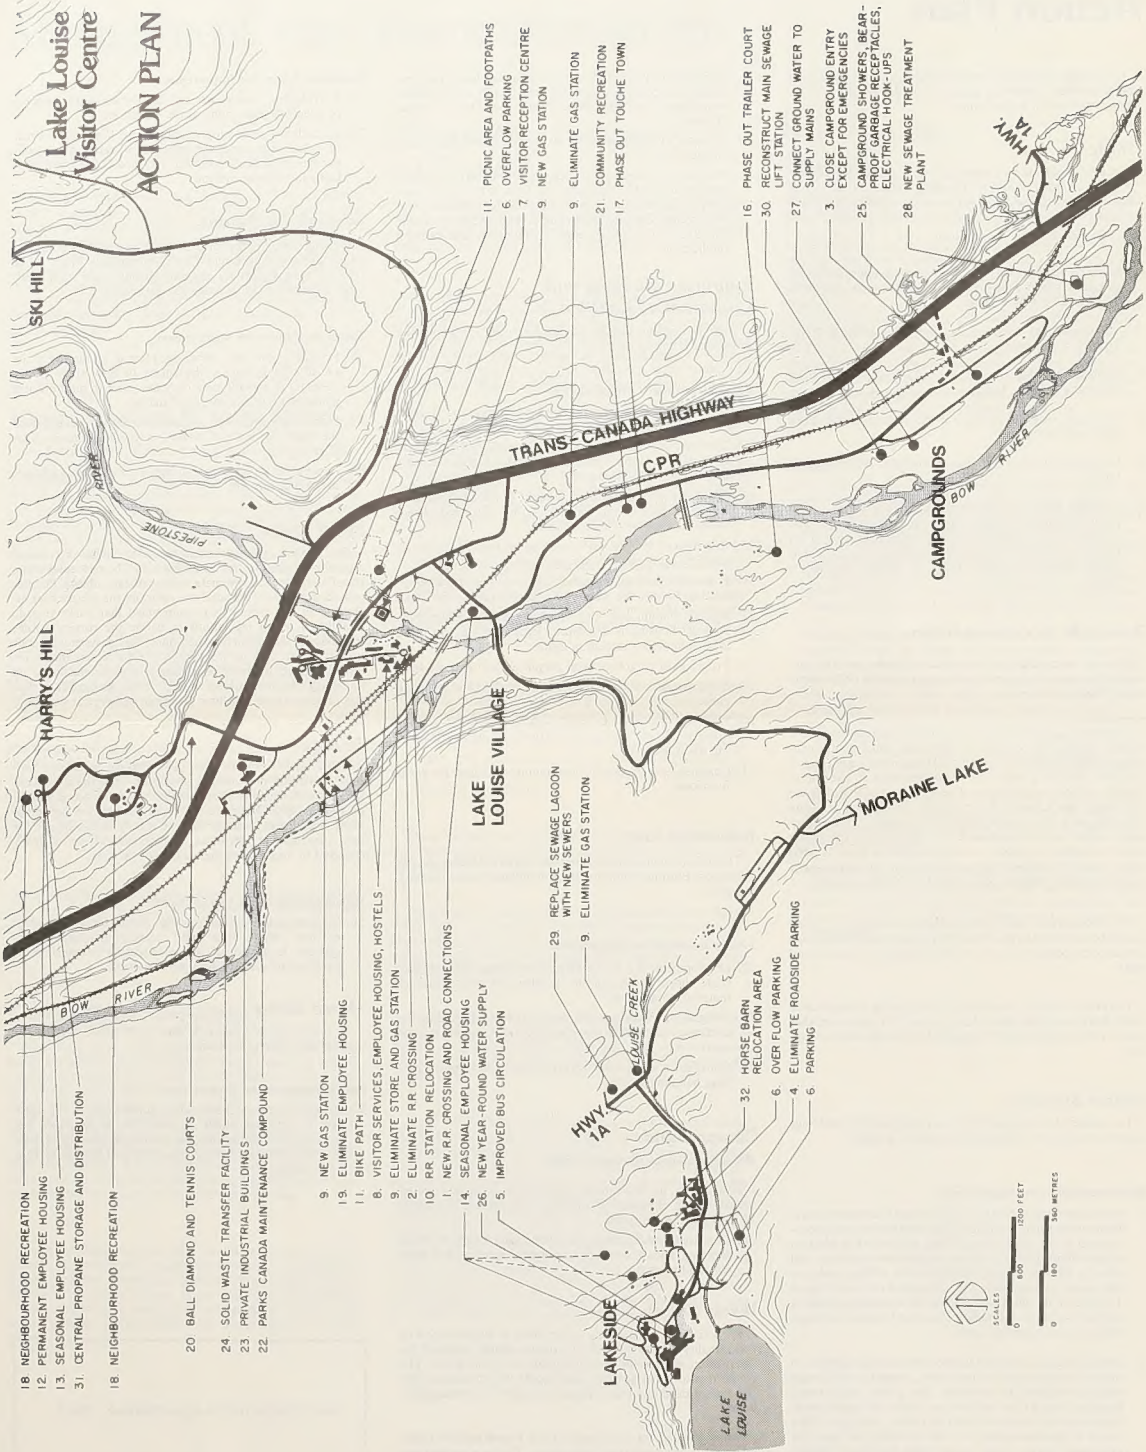 Lake Louise
Visitor Centre
ACTION PLAN
18. NEIGHBOURHOOD RECREATION
12. PERMANENT EMPLOYEE HOUSING
13. SEASONAL EMPLOYEE HOUSING
31. CENTRAL PROPANE STORAGE AND DISTRIBUTION
18. NEIGHBOURHOOD RECREATION
20 BALL DIAMOND AND TENNIS COURTS
24. SOLID WASTE TRANSFER FACILITY
23 PRIVATE INDUSTRIAL BUILDINGS
22 PARKS CANADA MAINTENANCE COMPOUND
9. NEW GAS STATION
19. ELIMINATE EMPLOYEE HOUSING
11. BIKE PATH
8. VISITOR SERVICES, EMPLOYEE HOUSING, HOSTELS
9. ELIMINATE STORE AND GAS STATION
2. ELIMINATE R.R. CROSSING
10. R.R. STATION RELOCATION
1. NEW R.R. CROSSING AND ROAD CONNECTIONS
14. SEASONAL EMPLOYEE HOUSING
26. NEW YEAR-ROUND WATER SUPPLY
5. IMPROVED BUS CIRCULATION
29. REPLACE SEWAGE LAGOON
WITH NEW SEWERS
9. ELIMINATE GAS STATION
32 HORSE BARN
RELOCATION AREA
6. OVER FLOW PARKING
4. ELIMINATE ROADSIDE PARKING
6. PARKING
11. PICNIC AREA AND FOOTPATHS
6 OVERFLOW PARKING
7 VISITOR RECEPTION CENTRE
9 NEW GAS STATION
9. ELIMINATE GAS STATION
21 COMMUNITY RECREATION
17. PHASE OUT TOUCHE TOWN
16 PHASE OUT TRAILER COURT
30. RECONSTRUCT MAIN SEWAGE
LIFT STATION
27. CONNECT GROUND WATER TO
SUPPLY MAINS
3. CLOSE CAMPGROUND ENTRY
EXCEPT FOR EMERGENCIES
25. CAMPGROUND SHOWERS, BEAR-
PROOF GARBAGE RECEPTACLES,
ELECTRICAL HOOK-UPS
28. NEW SEWAGE TREATMENT
PLANT
SKI HILL
HARRY'S HILL
PIPESTONE
RIVER
TRANS-CANADA HIGHWAY
CPR
BOW
RIVER
LAKE
LOUISE VILLAGE
CAMPGROUNDS
BOW
RIVER
HWY.
1A
MORAINE LAKE
LOUISE CREEK
HWY.
1A
LAKESIDE
LAKE
LOUISE
SCALES
0 600 1200 FEET
0 180 360 METRES